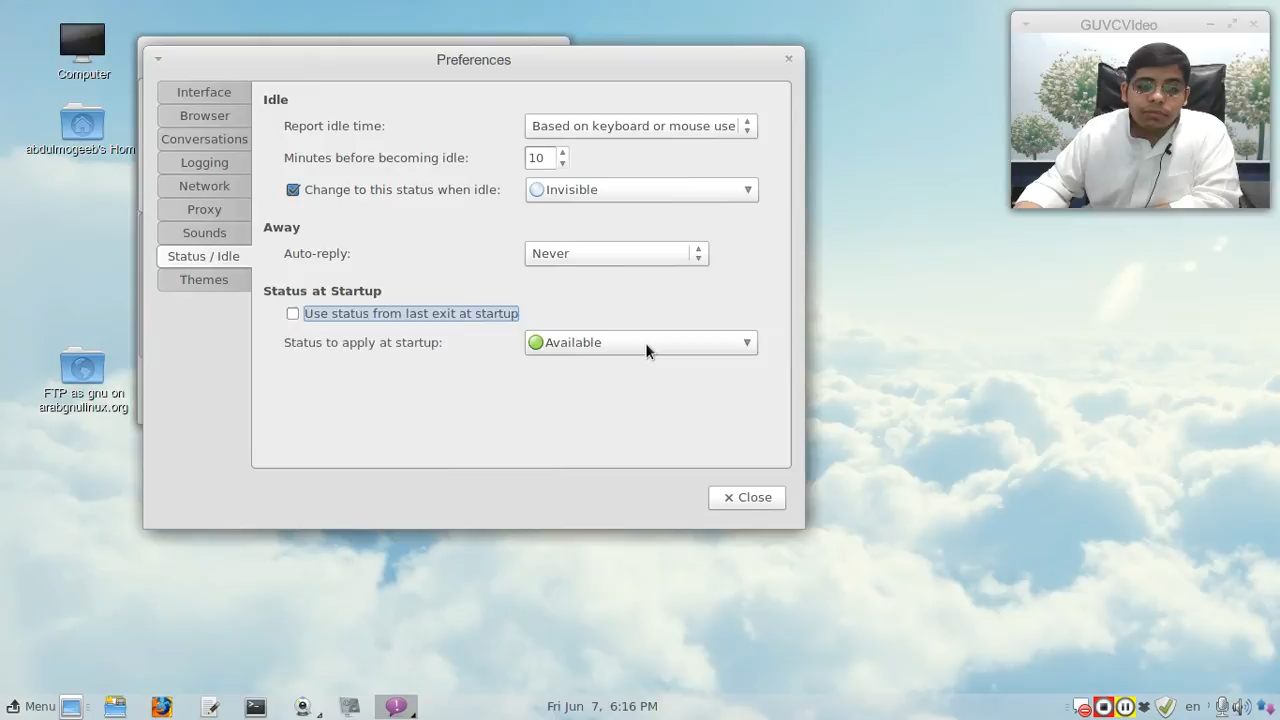 GUVCVIdeo
Computer
abdulmogeeb's Hom
FTP as gnu on
arabgnulinux.org
Preferences
Interface
Browser
Conversations
Logging
Network
Proxy
Sounds
Status / Idle
Themes
Idle
Report idle time:
Based on keyboard or mouse use
Minutes before becoming idle:
10
Change to this status when idle:
Invisible
Away
Auto-reply:
Never
Status at Startup
Use status from last exit at startup
Status to apply at startup:
Available
Close
Menu
Fri Jun 7, 6:16 PM
en